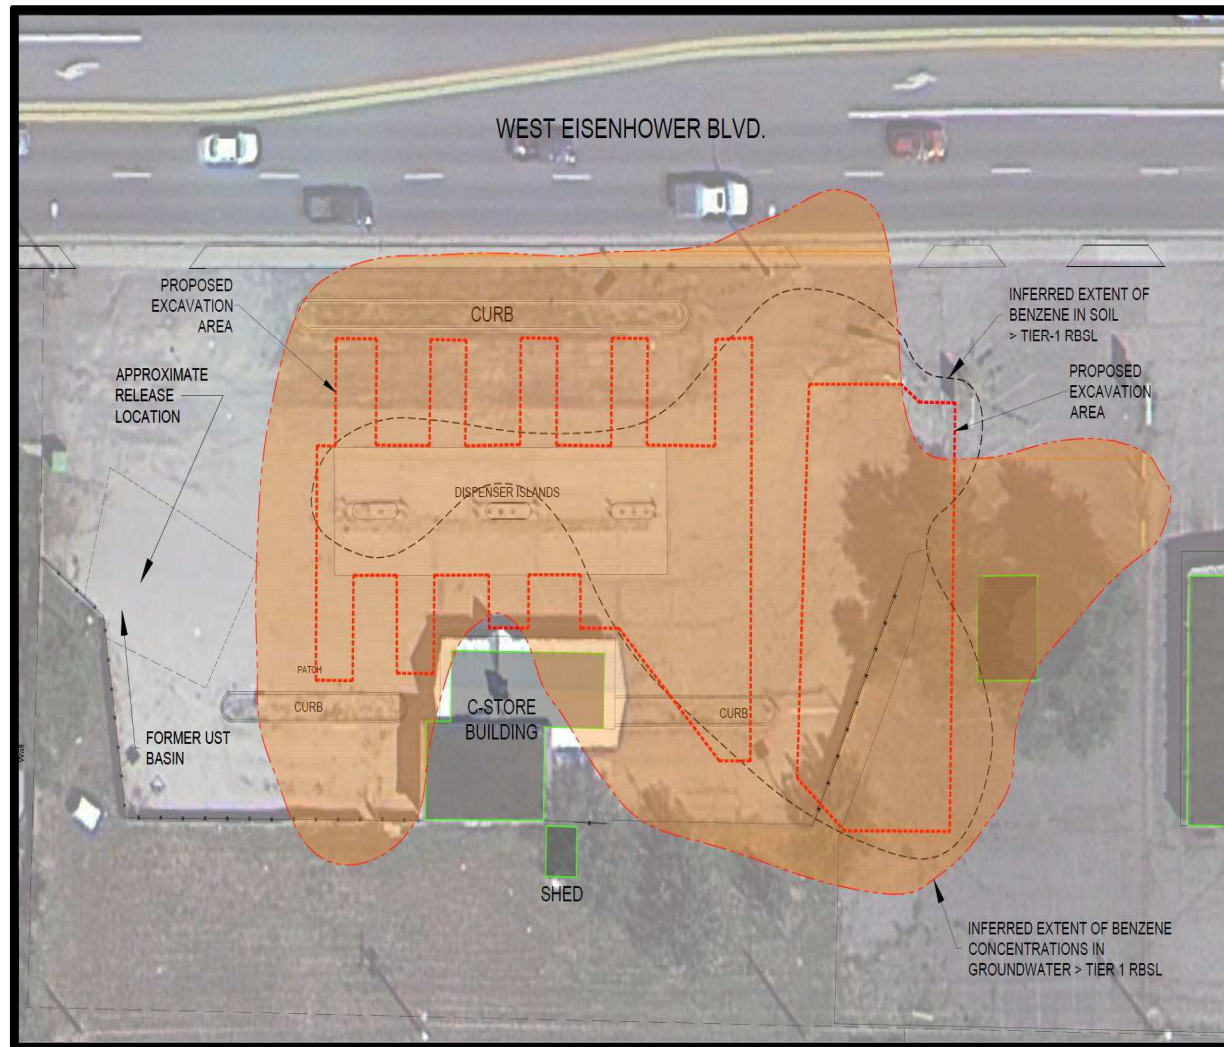 WEST EISENHOWER BLVD.
PROPOSED
EXCAVATION
AREA
CURB
INFERRED EXTENT OF
BENZENE IN SOIL
> TIER-1 RBSL
PROPOSED
EXCAVATION
AREA
APPROXIMATE
RELEASE
LOCATION
DISPENSER ISLANDS
PATCH
CURB
C-STORE
BUILDING
CURB
FORMER UST
BASIN
Wall
SHED
INFERRED EXTENT OF BENZENE
CONCENTRATIONS IN
GROUNDWATER > TIER 1 RBSL